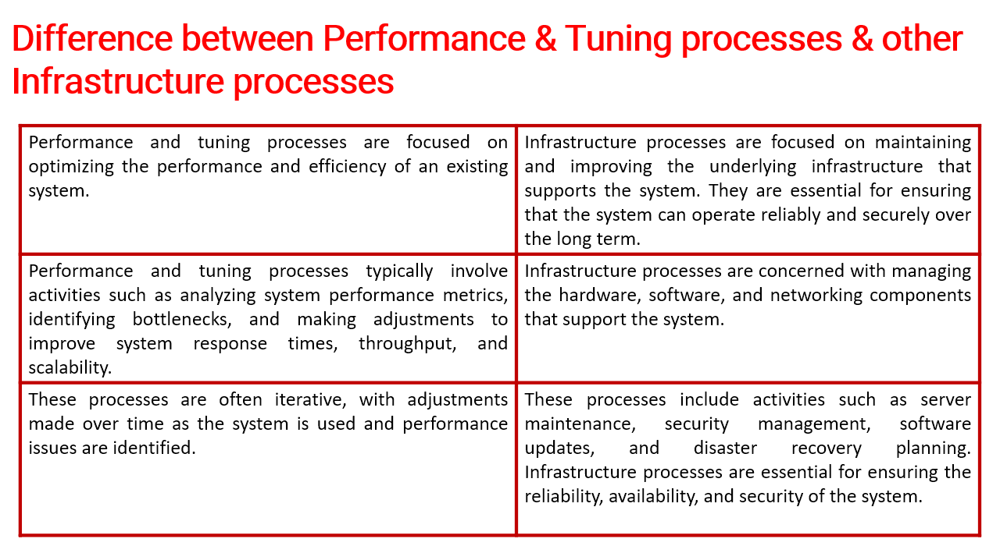 Difference between Performance & Tuning processes & other
Infrastructure processes
Performance and tuning processes are focused on
optimizing the performance and efficiency of an existing
system.
Infrastructure processes are focused on maintaining
and improving the underlying infrastructure that
supports the system. They are essential for ensuring
that the system can operate reliably and securely over
the long term.
Performance and tuning processes typically involve
activities such as analyzing system performance metrics,
identifying bottlenecks, and making adjustments to
improve system response times, throughput, and
scalability.
Infrastructure processes are concerned with managing
the hardware, software, and networking components
that support the system.
These processes are often iterative, with adjustments
made over time as the system is used and performance
issues are identified.
These processes include activities such as server
maintenance, security management, software
updates, and disaster recovery planning.
Infrastructure processes are essential for ensuring the
reliability, availability, and security of the system.